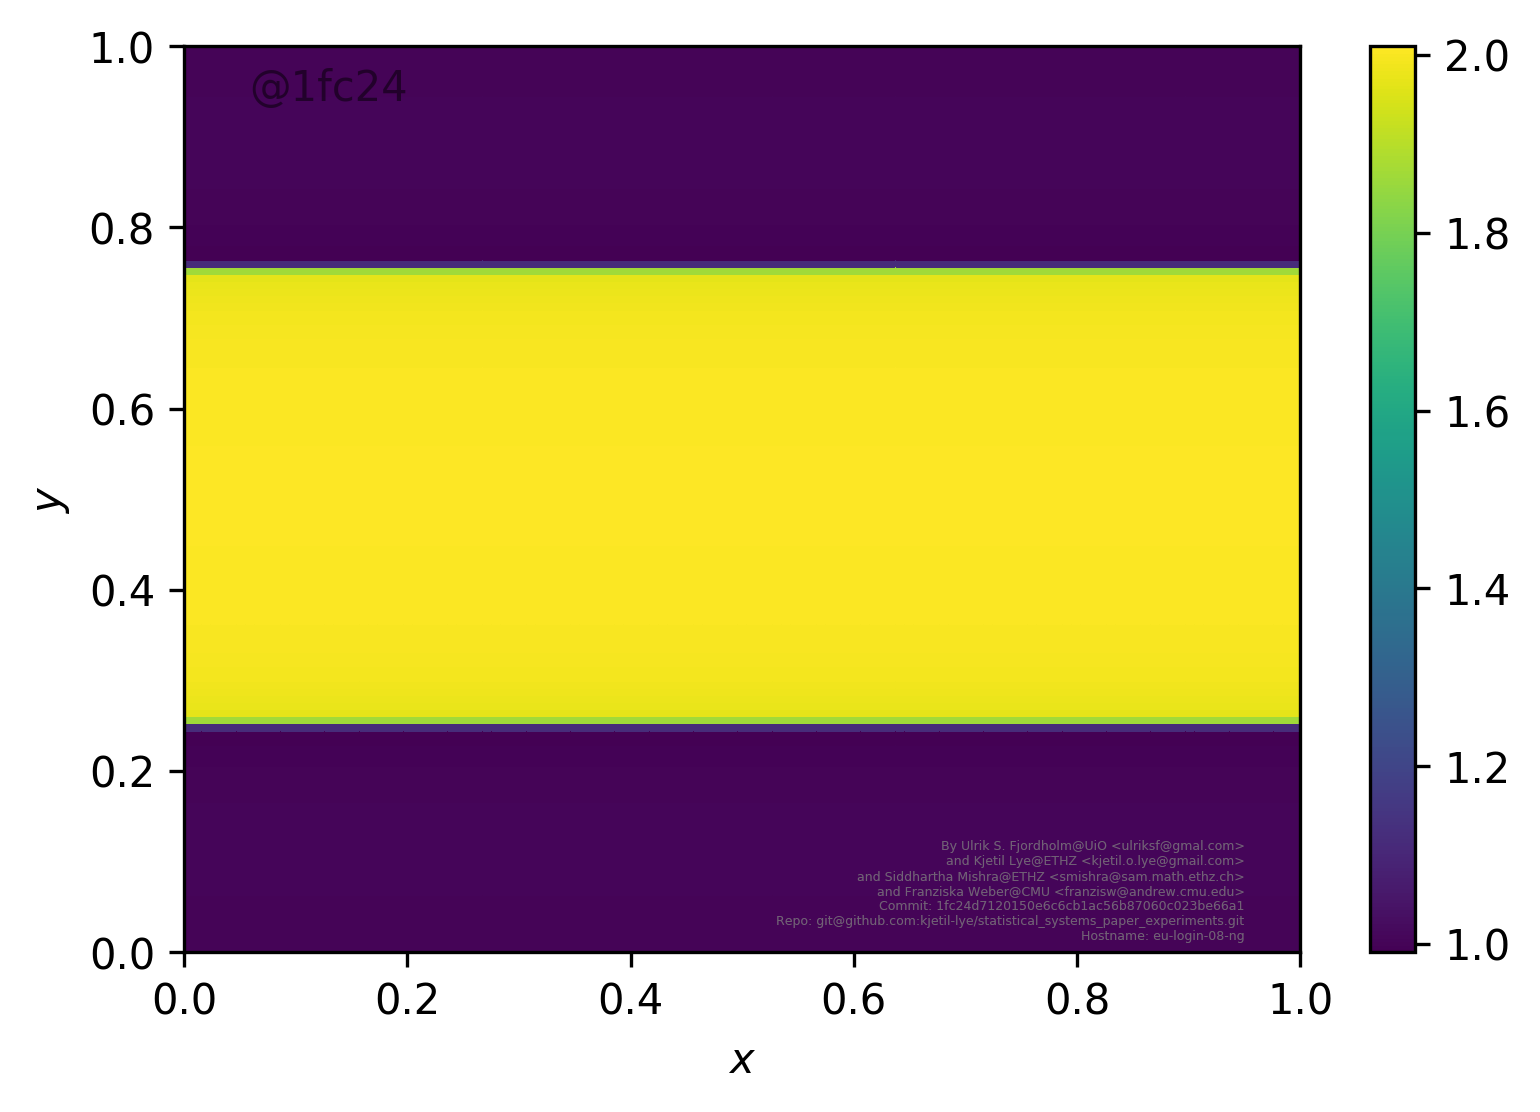 1.0
0.8
0.6
0.4
0.2
0.0
y
@1fc24
By Ulrik S. Fjordholm@UiO <ulriksf@gmal.com>
and Kjetil Lye@ETHZ <kjetil.o.lye@gmail.com>
and Siddhartha Mishra@ETHZ <smishra@sam.math.ethz.ch>
and Franziska Weber@CMU <franzisw@andrew.cmu.edu>
Commit: 1fc24d7120150e6c6cb1ac56b87060c023be66a1
Repo: git@github.com:kjetil-lye/statistical_systems_paper_experiments.git
Hostname: eu-login-08-ng
0.0 0.2 0.4 0.6 0.8 1.0
x
2.0
1.8
1.6
1.4
1.2
1.0